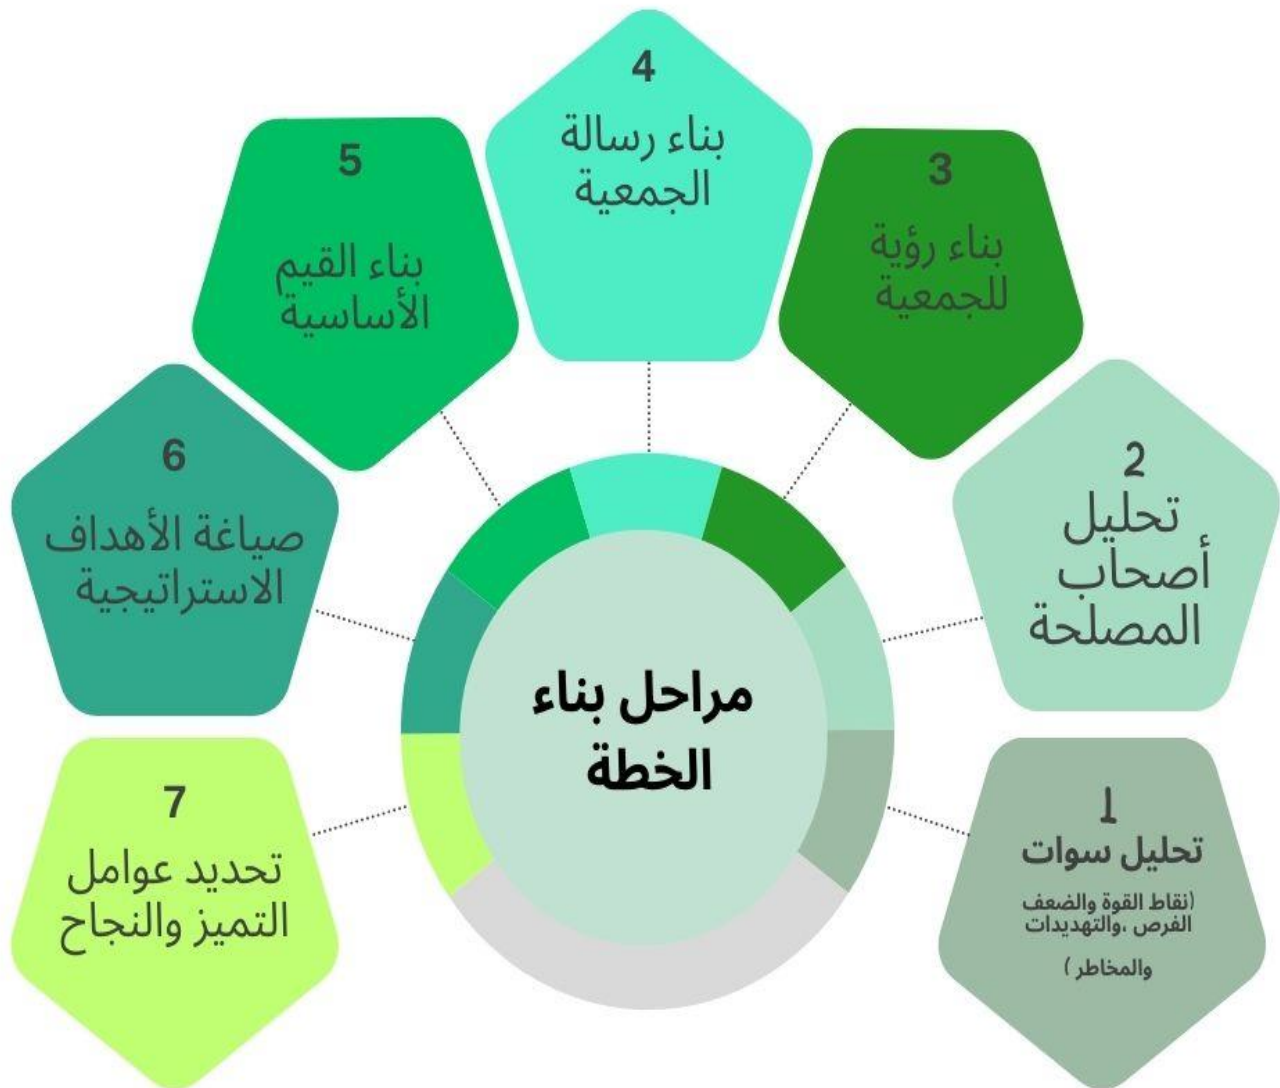 مراحل بناء
الخطة
1
تحليل سوات
(نقاط القوة والضعف
الفرص ،والتهديدات
والمخاطر )
2
تحليل
أصحاب
المصلحة
3
بناء رؤية
للجمعية
4
بناء رسالة
الجمعية
5
بناء القيم
الأساسية
6
صياغة الأهداف
الاستراتيجية
7
تحديد عوامل
التميز والنجاح